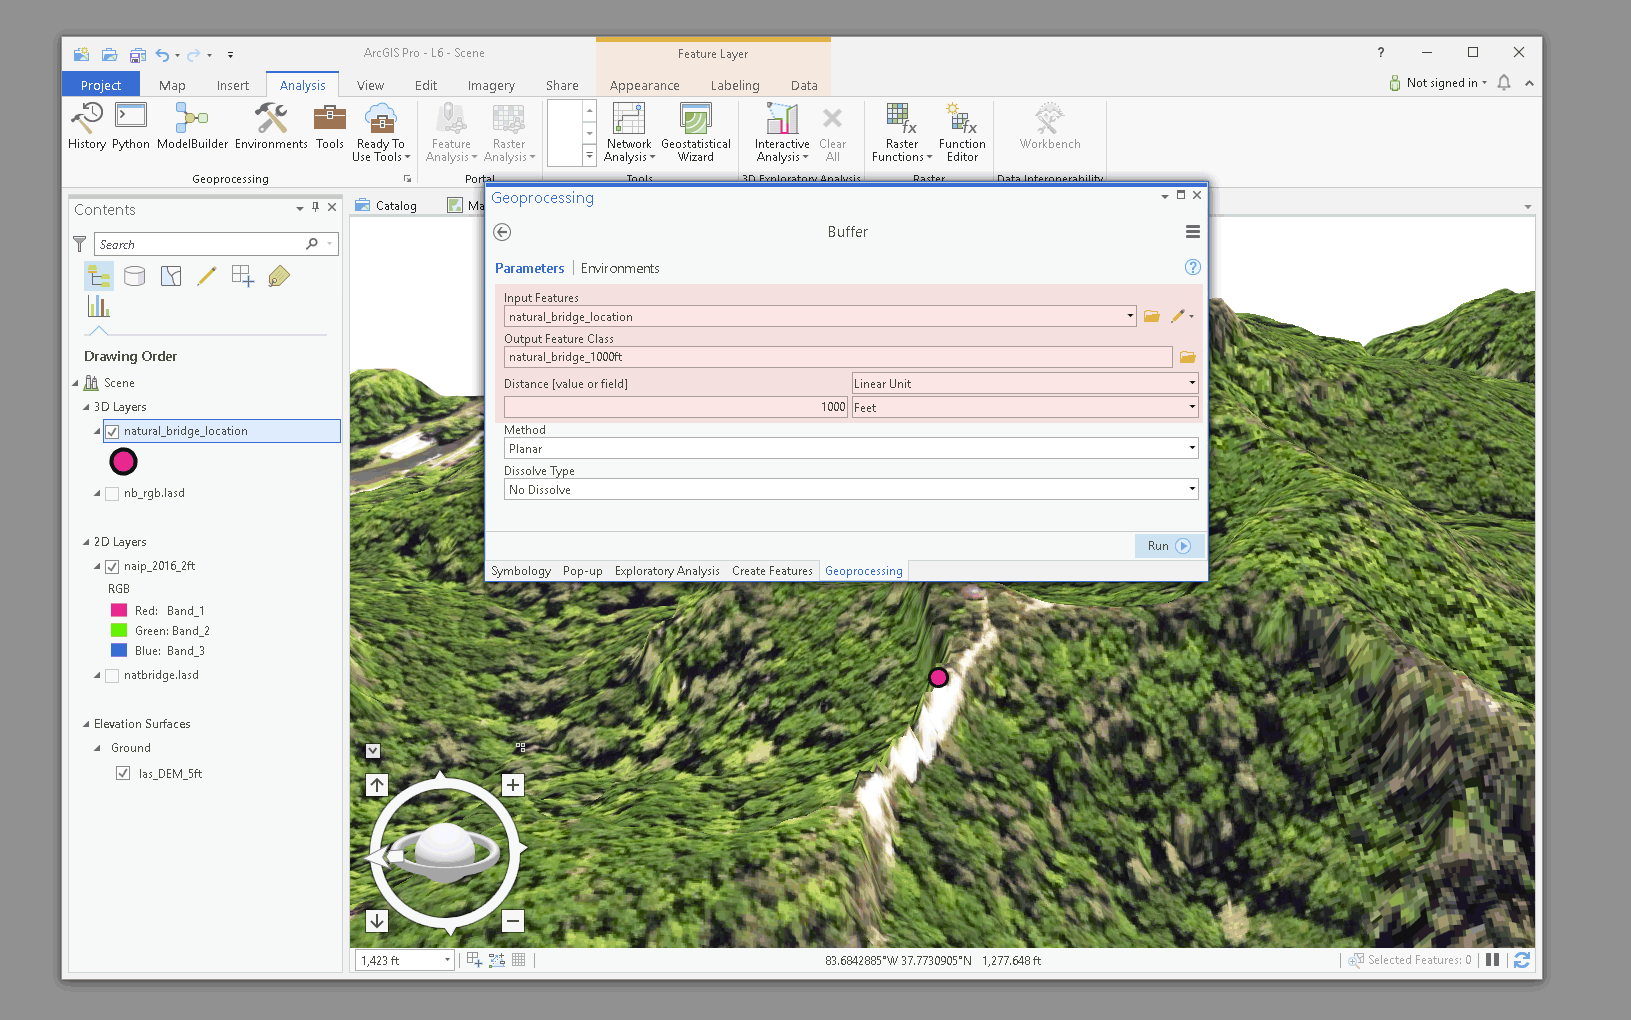 ArcGIS Pro - L6 - Scene
Feature Layer
?
Project Map Insert Analysis View Edit Imagery Share Appearance Labeling Data
Not signed in
History Python ModelBuilder Environments Tools Ready To Use Tools
Feature Analysis Raster Analysis
Network Analysis Geostatistical Wizard
Interactive Analysis Clear All
Raster Functions Function Editor
Workbench
Geoprocessing Portal Tools 3D Exploratory Analysis Raster Data Interoperability
Contents
Search
Drawing Order
Scene
3D Layers
natural_bridge_location
nb_rgb.lasd
2D Layers
naip_2016_2ft
RGB
Red: Band_1
Green: Band_2
Blue: Band_3
natbridge.lasd
Elevation Surfaces
Ground
las_DEM_5ft
Catalog Ma
Geoprocessing
Buffer
Parameters | Environments
?
Input Features
natural_bridge_location
Output Feature Class
natural_bridge_1000ft
Distance [value or field] Linear Unit
1000 Feet
Method
Planar
Dissolve Type
No Dissolve
Run
Symbology Pop-up Exploratory Analysis Create Features Geoprocessing
1,423 ft
83.6842885°W 37.7730905°N 1,277.648 ft
Selected Features: 0